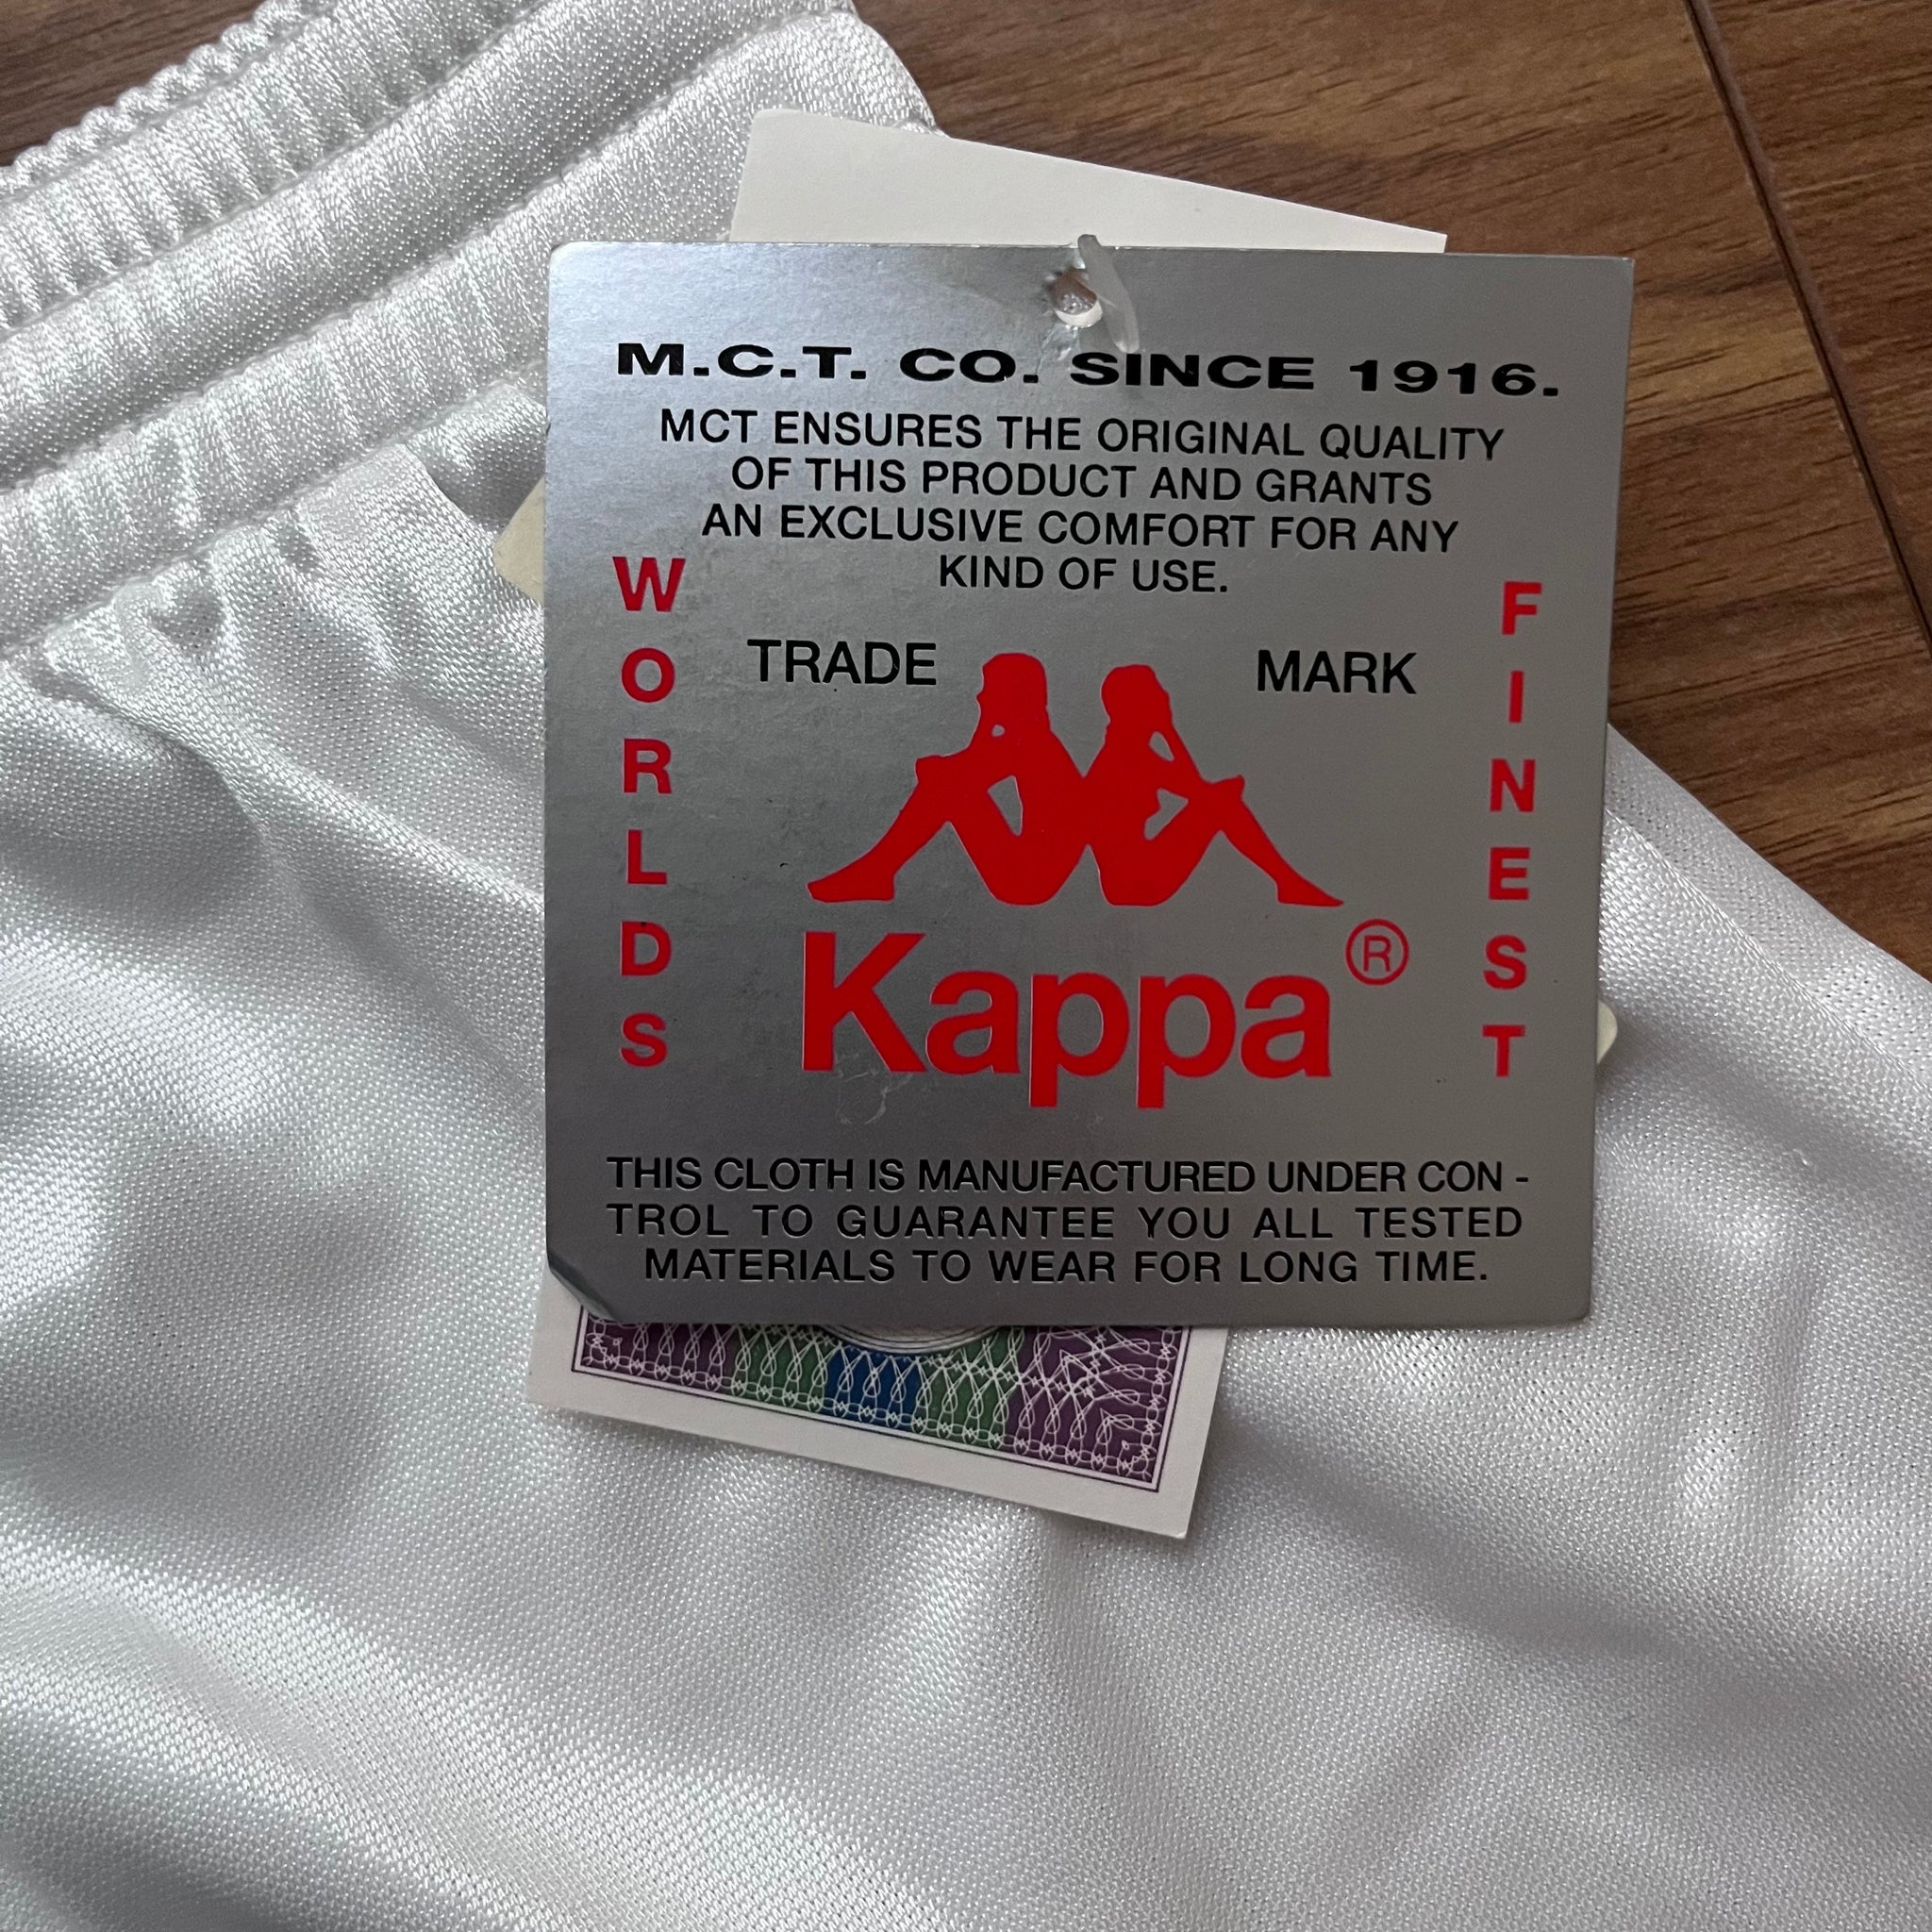 M.C.T. CO. SINCE 1916.
MCT ENSURES THE ORIGINAL QUALITY
OF THIS PRODUCT AND GRANTS
AN EXCLUSIVE COMFORT FOR ANY
KIND OF USE.
WORLDS
FINEST
TRADE MARK
Kappa®
THIS CLOTH IS MANUFACTURED UNDER CON -
TROL TO GUARANTEE YOU ALL TESTED
MATERIALS TO WEAR FOR LONG TIME.